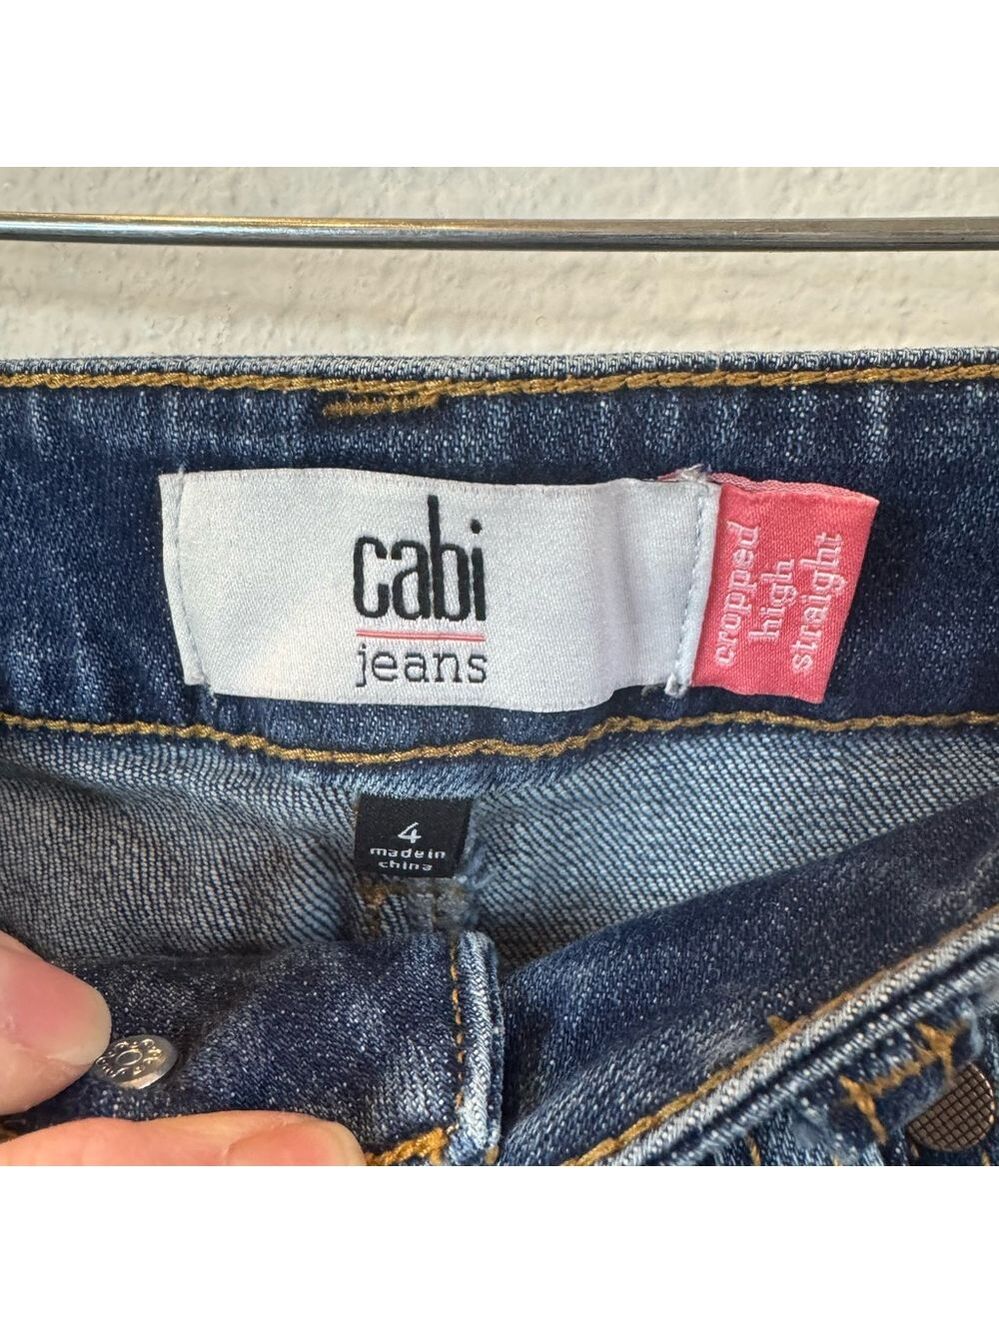 cabi
jeans
cropped
high
straight
4
made in
china